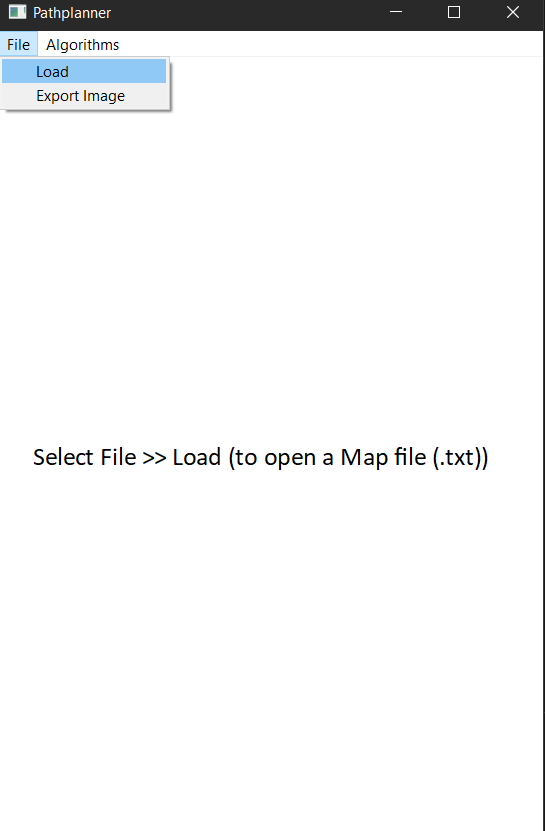 Pathplanner
File Algorithms
Load
Export Image
Select File >> Load (to open a Map file (.txt))